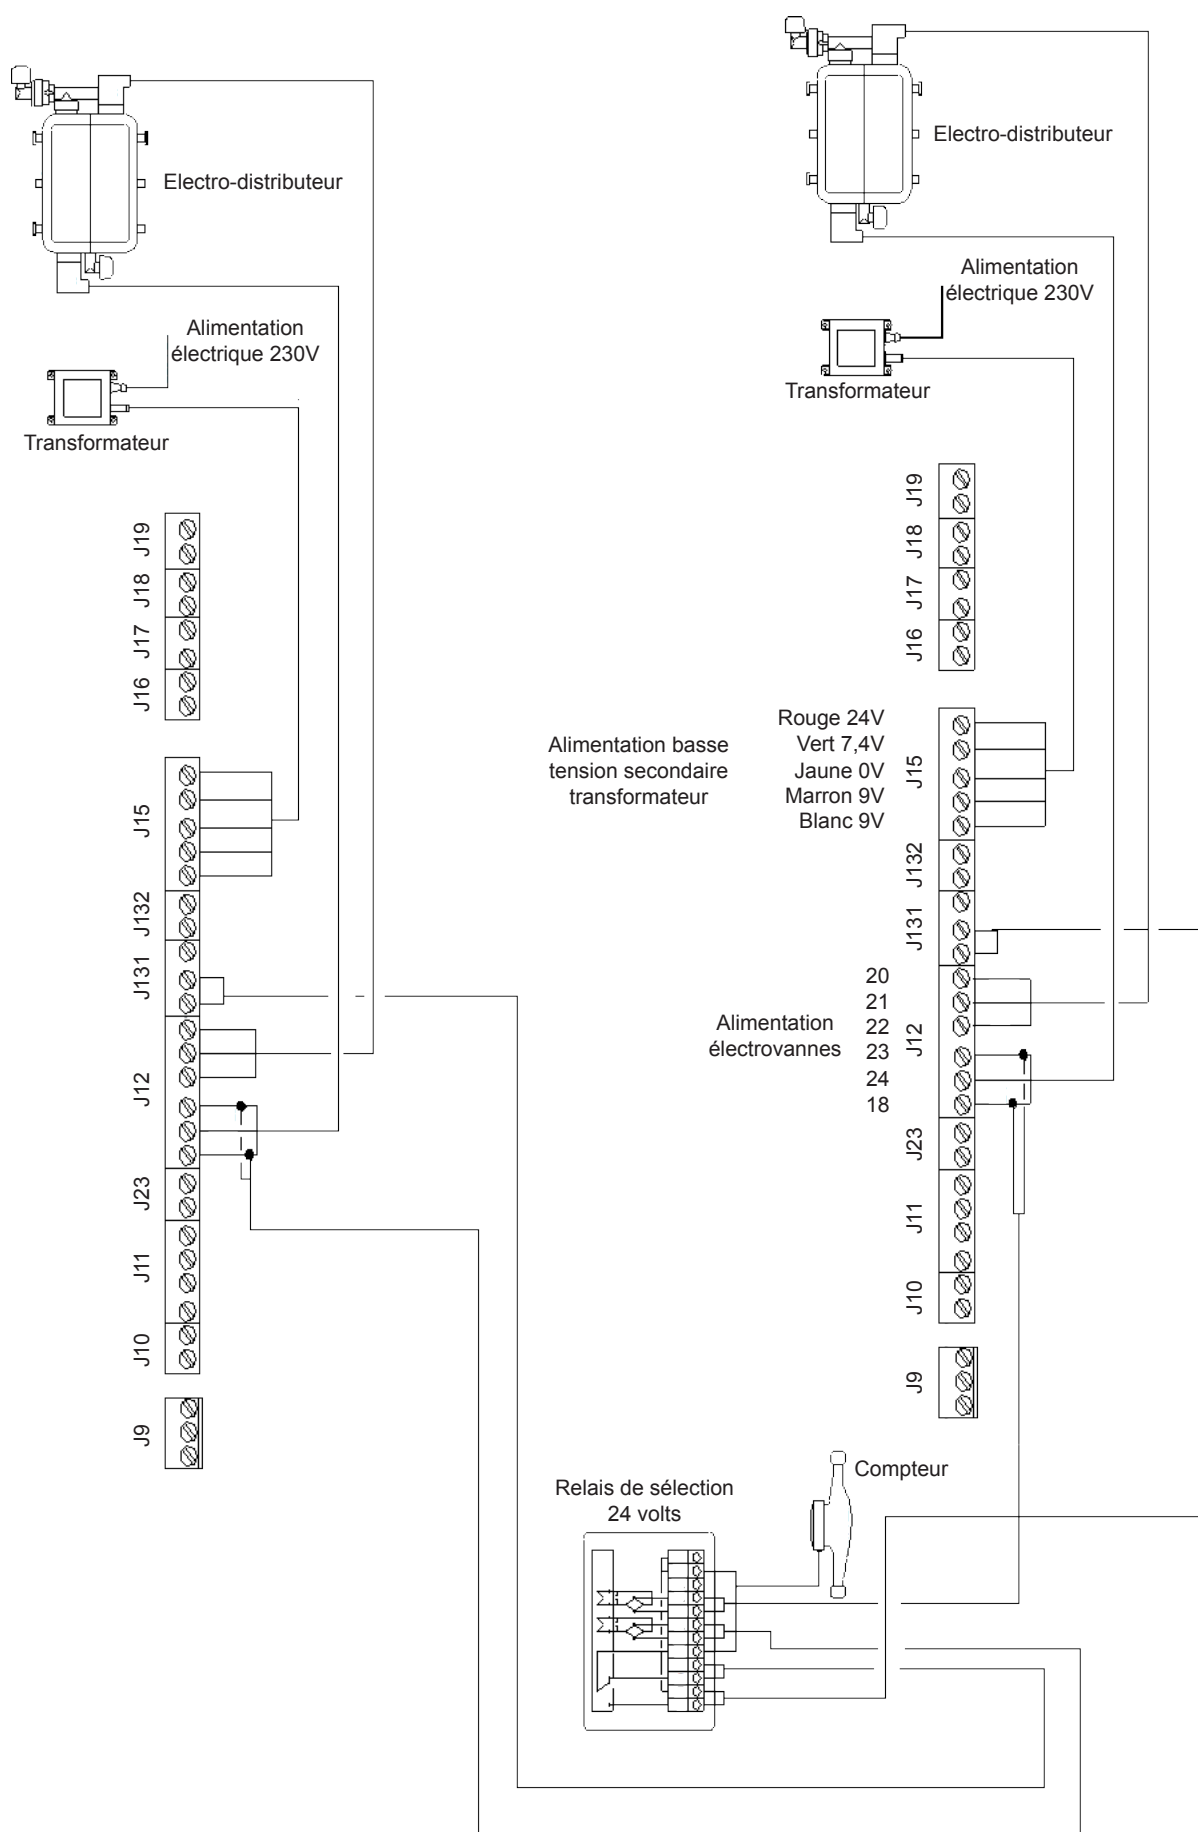 Electro-distributeur
Electro-distributeur
Alimentation
électrique 230V
Alimentation
électrique 230V
Transformateur
Transformateur
J19
J18
J17
J16
J15
J132
J131
J12
J23
J11
J10
J9
J19
J18
J17
J16
Alimentation basse
tension secondaire
transformateur
Rouge 24V
Vert 7,4V
Jaune 0V
Marron 9V
Blanc 9V
J15
J132
J131
Alimentation
électrovannes
20
21
22
23
24
18
J12
J23
J11
J10
J9
Compteur
Relais de sélection
24 volts